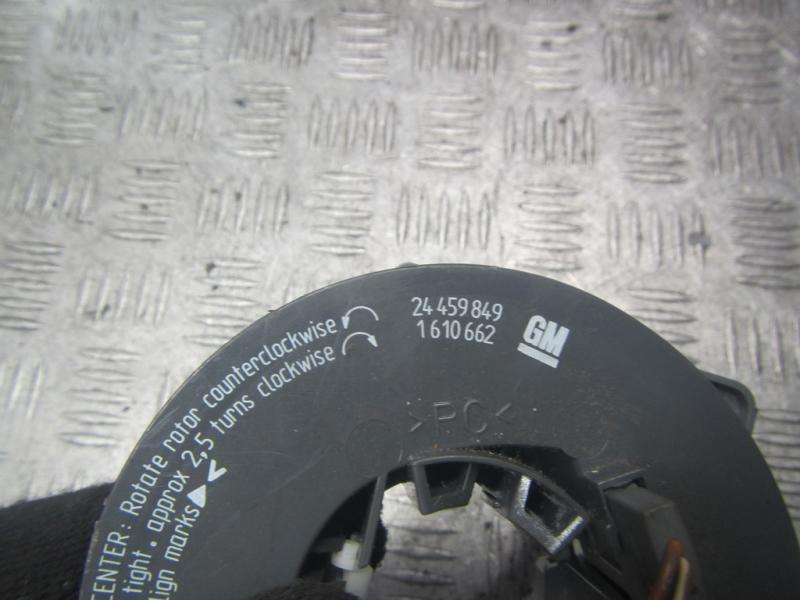 24 459 849
1 610 662
GM
CENTER: Rotate rotor counterclockwise
tight . approx 2,5 turns clockwise
lign marks
>PC<